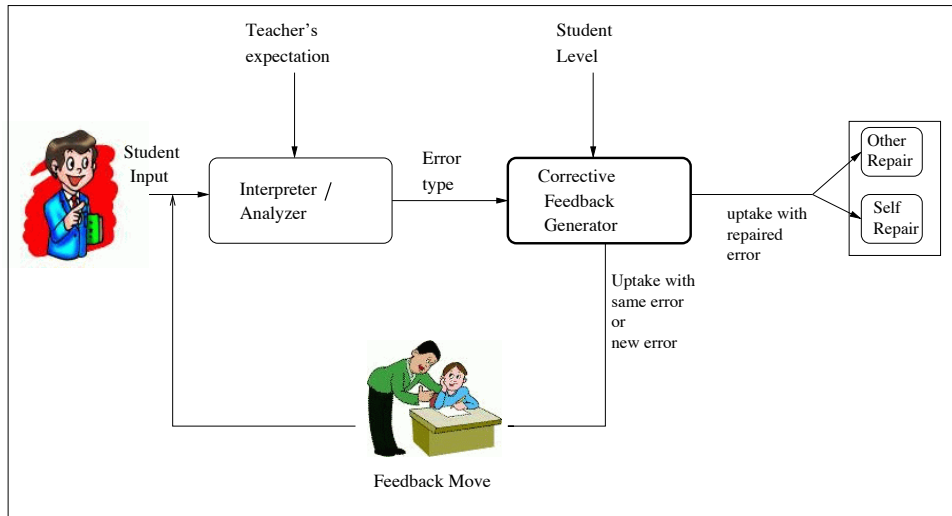 Teacher's
expectation
Student
Level
Student
Input
Interpreter /
Analyzer
Error
type
Corrective
Feedback
Generator
uptake with
repaired
error
Other
Repair
Self
Repair
Uptake with
same error
or
new error
Feedback Move